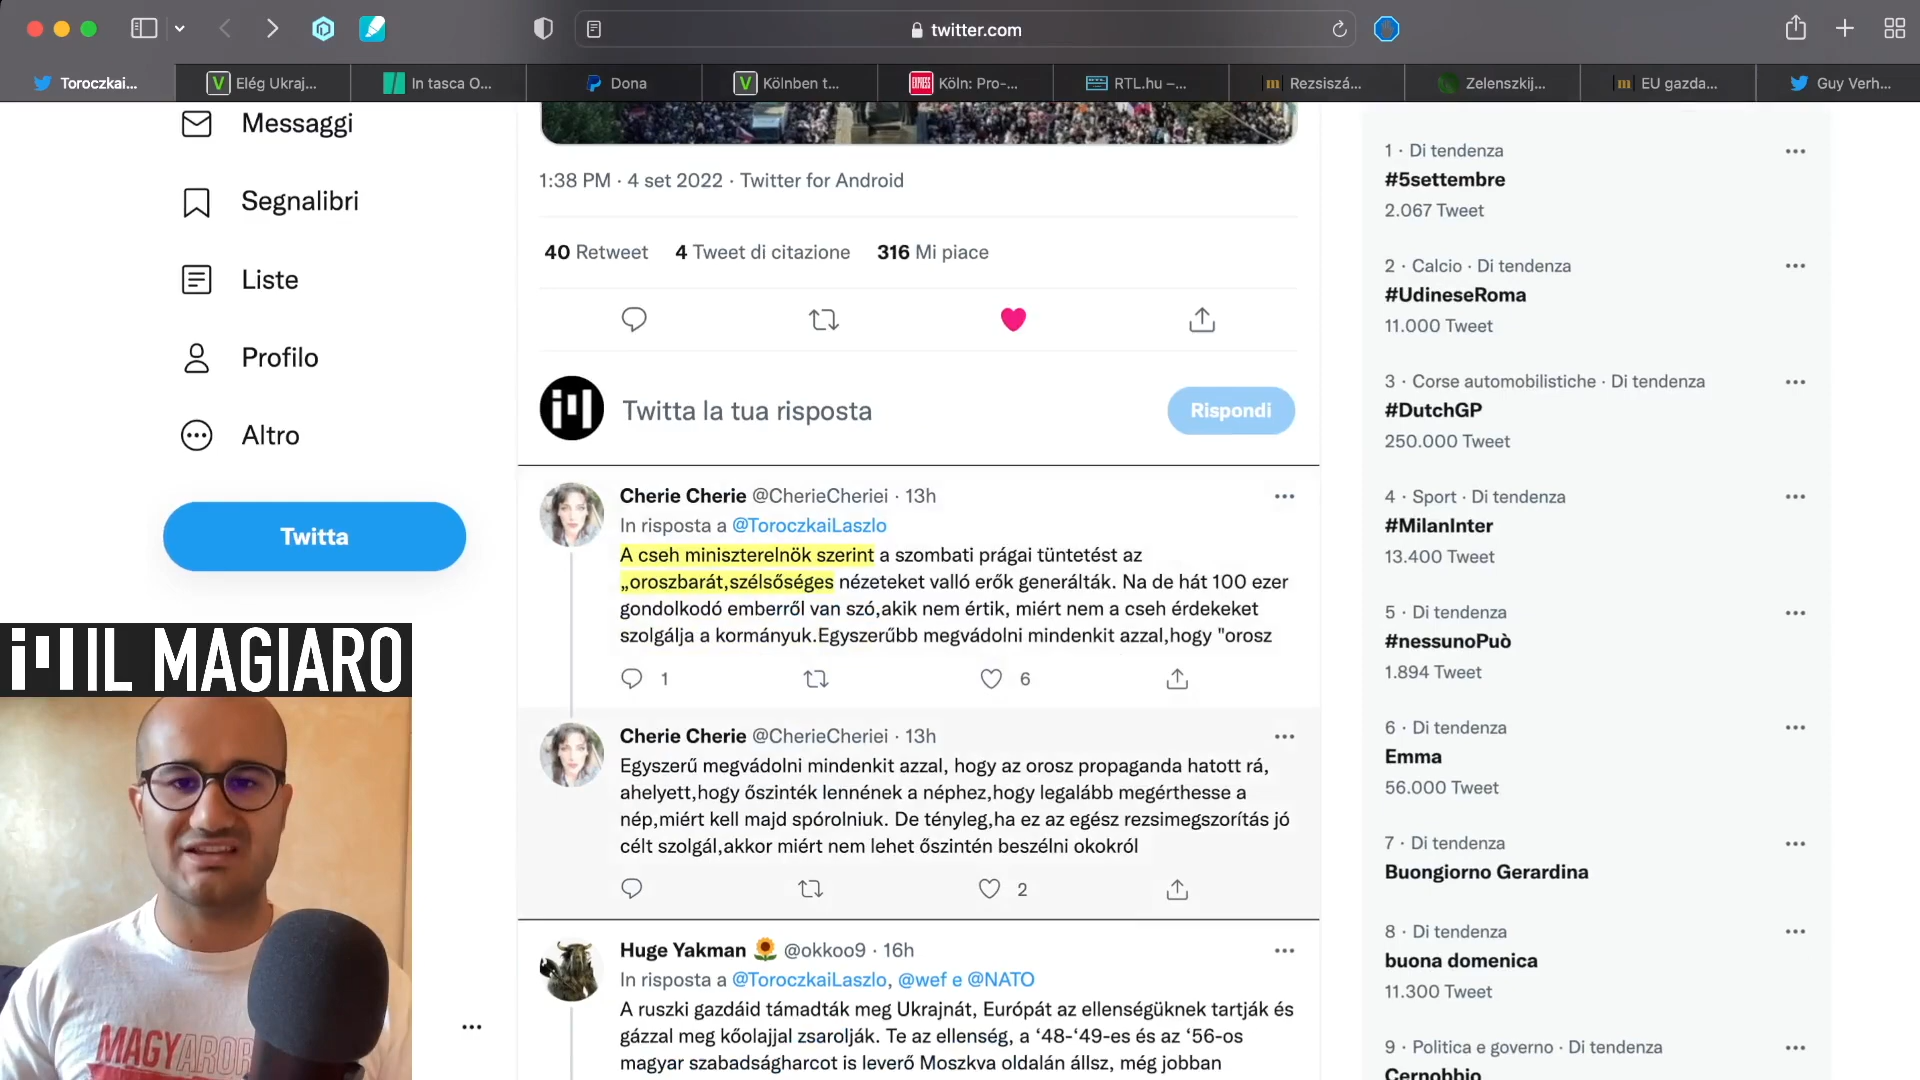 twitter.com
Toroczkai...
Elég Ukraj...
In tasca O...
Dona
Kölnben t...
Köln: Pro-...
RTL.hu –...
Rezsiszá...
Zelenszkij...
EU gazda...
Guy Verh...
Messaggi
Segnalibri
Liste
Profilo
Altro
Twitta
IL MAGIARO
MAGYAROR
1:38 PM · 4 set 2022 · Twitter for Android
40 Retweet 4 Tweet di citazione 316 Mi piace
Twitta la tua risposta
Rispondi
Cherie Cherie @CherieCheriei · 13h
In risposta a @ToroczkaiLaszlo
A cseh miniszterelnök szerint a szombati prágai tüntetést az
„oroszbarát,szélsőséges nézeteket valló erők generálták. Na de hát 100 ezer
gondolkodó emberről van szó,akik nem értik, miért nem a cseh érdekeket
szolgálja a kormányuk.Egyszerűbb megvádolni mindenkit azzal,hogy "orosz
1
6
Cherie Cherie @CherieCheriei · 13h
Egyszerű megvádolni mindenkit azzal, hogy az orosz propaganda hatott rá,
ahelyett,hogy őszinték lennének a néphez,hogy legalább megérthesse a
nép,miért kell majd spórolniuk. De tényleg,ha ez az egész rezsimegszorítás jó
célt szolgál,akkor miért nem lehet őszintén beszélni okokról
2
Huge Yakman 🌻 @okkoo9 · 16h
In risposta a @ToroczkaiLaszlo, @wef e @NATO
A ruszki gazdáid támadták meg Ukrajnát, Európát az ellenségüknek tartják és
gázzal meg kőolajjal zsarolják. Te az ellenség, a ‘48-‘49-es és az ‘56-os
magyar szabadságharcot is leverő Moszkva oldalán állsz, még jobban
1 · Di tendenza
#5settembre
2.067 Tweet
2 · Calcio · Di tendenza
#UdineseRoma
11.000 Tweet
3 · Corse automobilistiche · Di tendenza
#DutchGP
250.000 Tweet
4 · Sport · Di tendenza
#MilanInter
13.400 Tweet
5 · Di tendenza
#nessunoPuò
1.894 Tweet
6 · Di tendenza
Emma
56.000 Tweet
7 · Di tendenza
Buongiorno Gerardina
8 · Di tendenza
buona domenica
11.300 Tweet
9 · Politica e governo · Di tendenza
Cernobbio